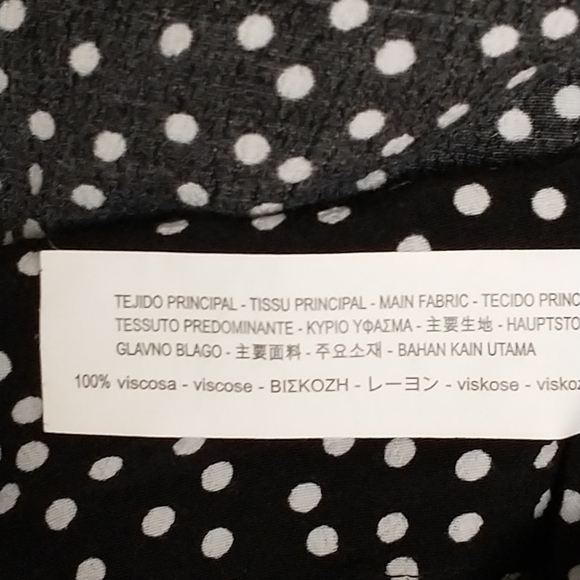 TEJIDO PRINCIPAL - TISSU PRINCIPAL - MAIN FABRIC - TECIDO PRINC
TESSUTO PREDOMINANTE - ΚΥΡΙΟ ΥΦΑΣΜΑ - 主要生地 - HAUPTSTO
GLAVNO BLAGO - 主要面料 - 주요소재 - BAHAN KAIN UTAMA
100% viscosa - viscose - ΒΙΣΚΟΖΗ - レーヨン - viskose - viskoz